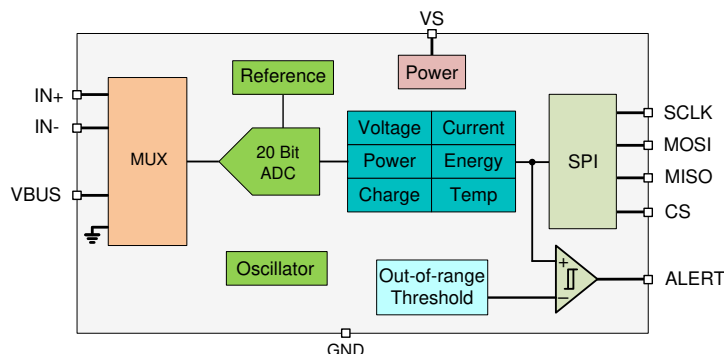 VS
Reference
Power
IN+
IN-
VBUS
MUX
20 Bit
ADC
Voltage
Current
Power
Energy
Charge
Temp
SPI
SCLK
MOSI
MISO
CS
Oscillator
Out-of-range
Threshold
+
−
ALERT
GND